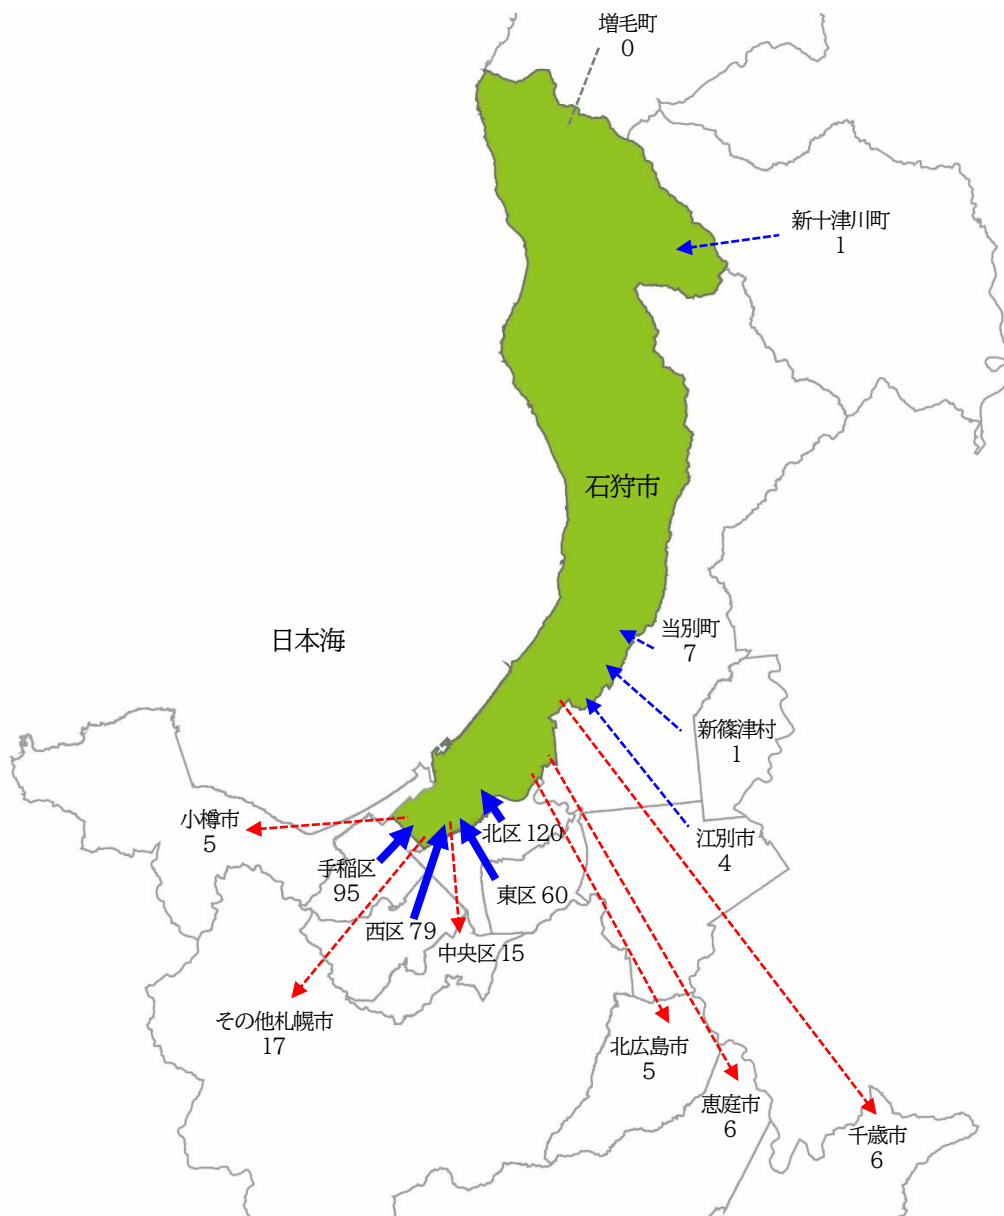 増毛町
0
新十津川町
1
石狩市
日本海
当別町
7
新篠津村
1
小樽市
5
北区 120
江別市
4
手稲区
95
東区 60
西区 79
中央区 15
その他札幌市
17
北広島市
5
恵庭市
6
千歳市
6